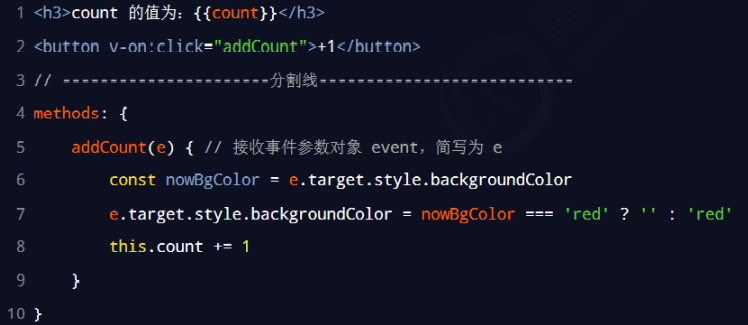 1 <h3>count 的值为：{{count}}</h3>
2 <button v-on:click="addCount">+1</button>
3 // ----------------------分割线---------------------------
4 methods: {
5 addCount(e) { // 接收事件参数对象 event，简写为 e
6 const nowBgColor = e.target.style.backgroundColor
7 e.target.style.backgroundColor = nowBgColor === 'red' ? '' : 'red'
8 this.count += 1
9 }
10 }